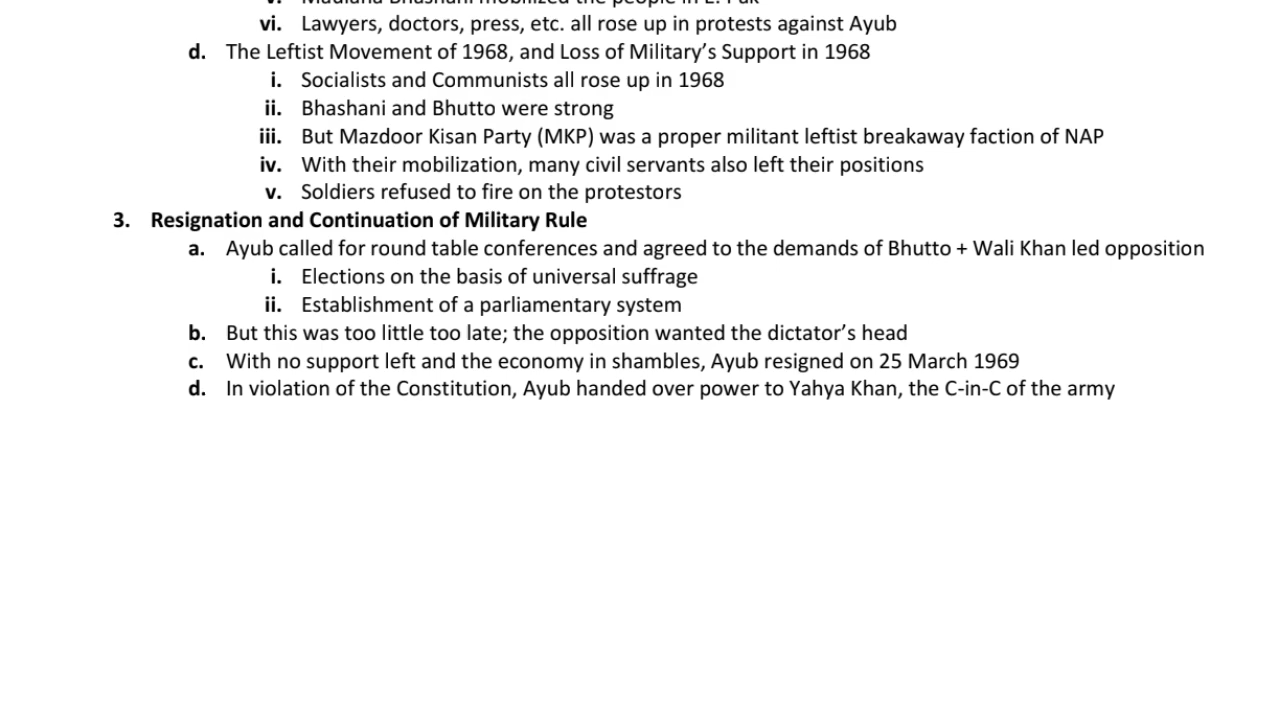 v. Maulana Bhashani mobilized the people in E. Pak
vi. Lawyers, doctors, press, etc. all rose up in protests against Ayub
d. The Leftist Movement of 1968, and Loss of Military’s Support in 1968
i. Socialists and Communists all rose up in 1968
ii. Bhashani and Bhutto were strong
iii. But Mazdoor Kisan Party (MKP) was a proper militant leftist breakaway faction of NAP
iv. With their mobilization, many civil servants also left their positions
v. Soldiers refused to fire on the protestors
3. Resignation and Continuation of Military Rule
a. Ayub called for round table conferences and agreed to the demands of Bhutto + Wali Khan led opposition
i. Elections on the basis of universal suffrage
ii. Establishment of a parliamentary system
b. But this was too little too late; the opposition wanted the dictator’s head
c. With no support left and the economy in shambles, Ayub resigned on 25 March 1969
d. In violation of the Constitution, Ayub handed over power to Yahya Khan, the C-in-C of the army